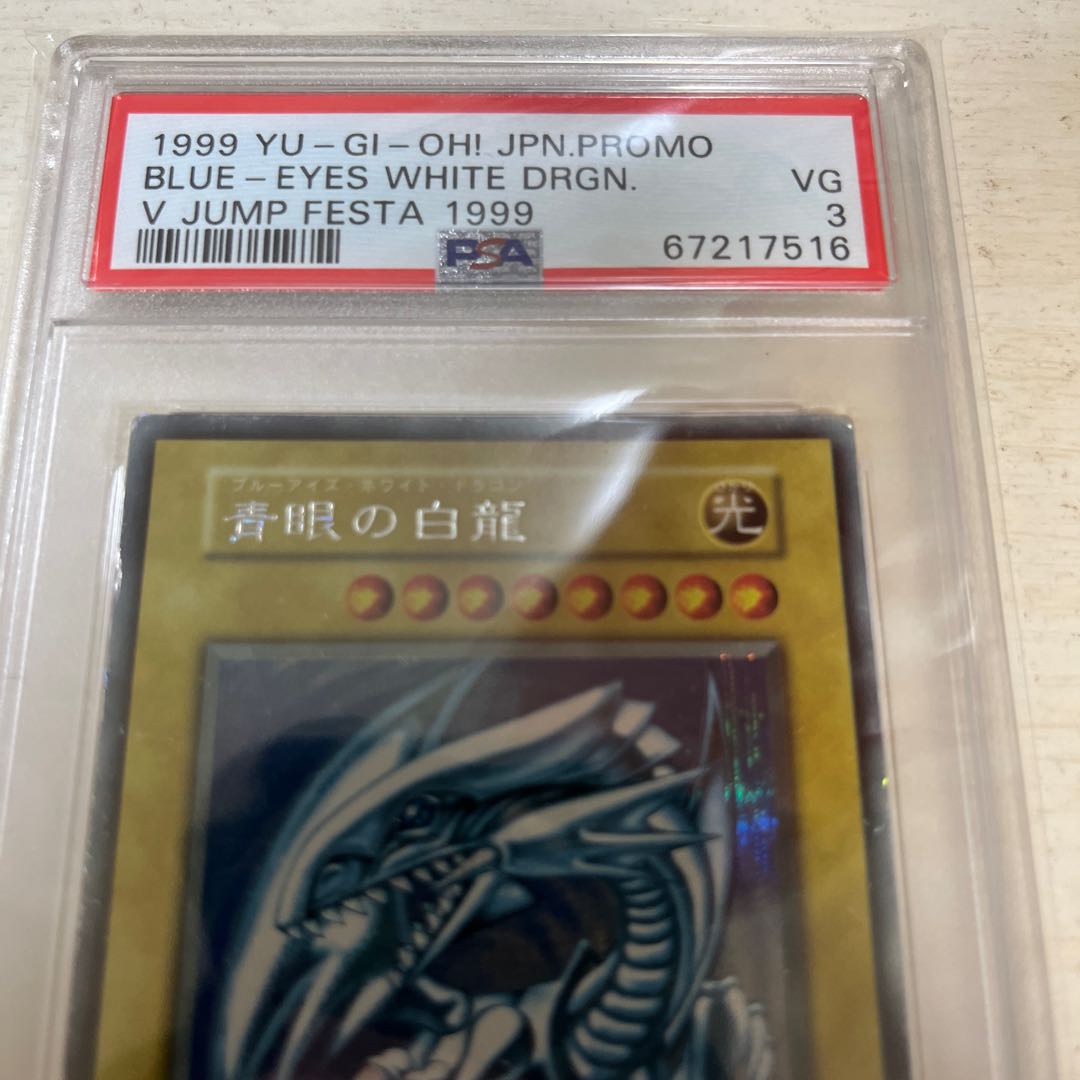 1999 YU-GI-OH! JPN.PROMO
BLUE-EYES WHITE DRGN. VG
V JUMP FESTA 1999 3
PSA 67217516
ブルーアイズ・ホワイト・ドラゴン
青眼の白龍 光